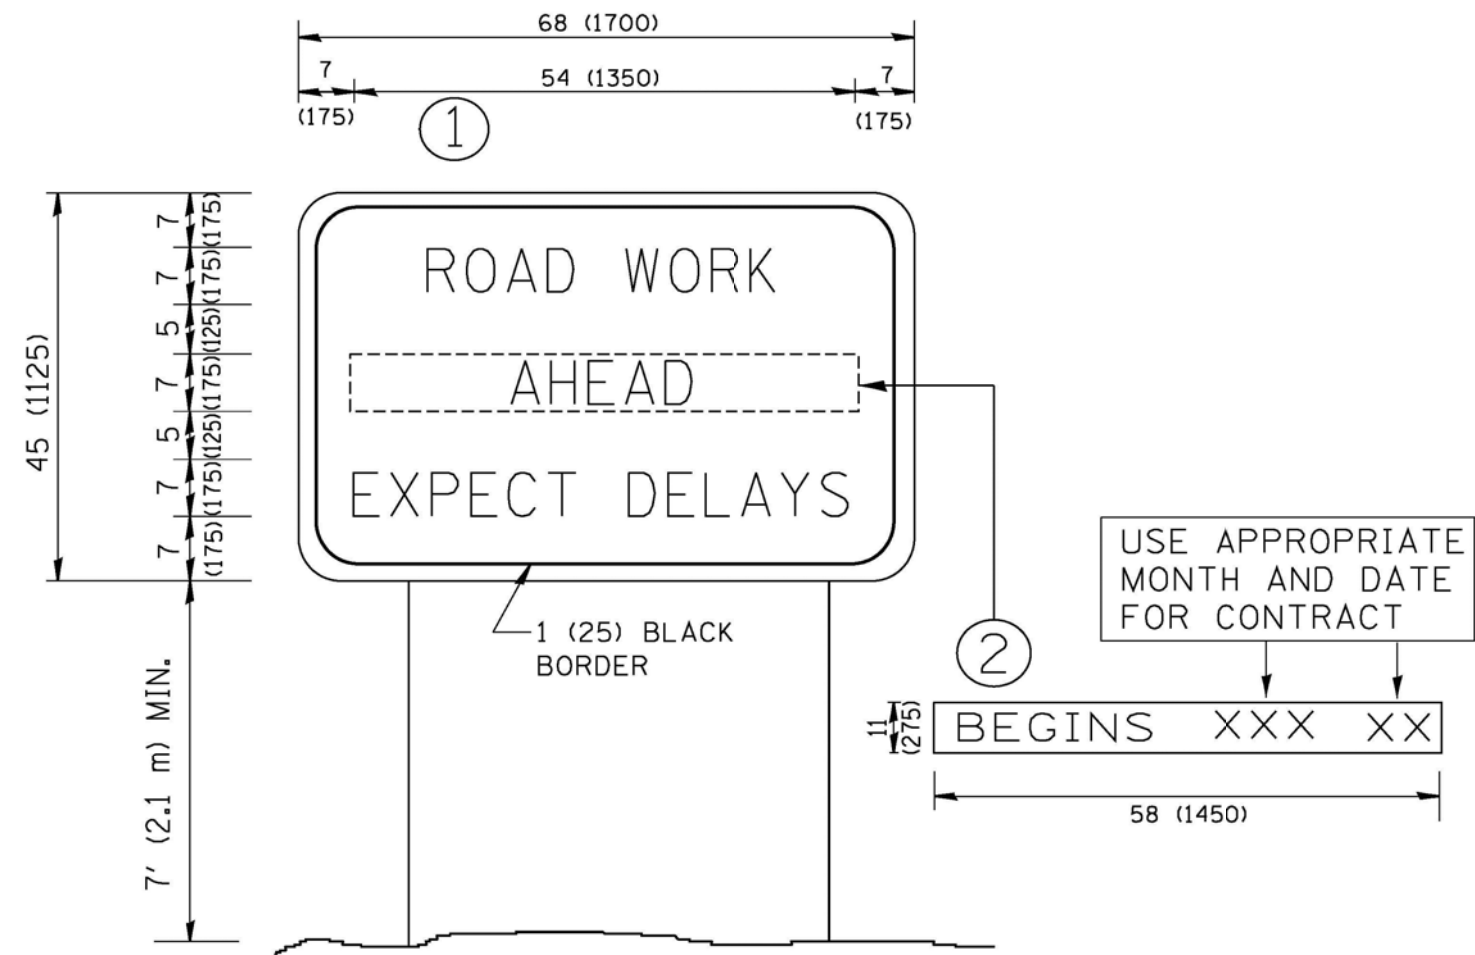 68 (1700)
7
54 (1350)
7
(175)
(175)
1
7
(175)
7
(175)
5
(125)
7
(175)
5
(125)
7
(175)
7
(175)
45 (1125)
ROAD WORK
AHEAD
EXPECT DELAYS
1 (25) BLACK
BORDER
7' (2.1 m) MIN.
2
USE APPROPRIATE
MONTH AND DATE
FOR CONTRACT
11
(275)
BEGINS XXX XX
58 (1450)